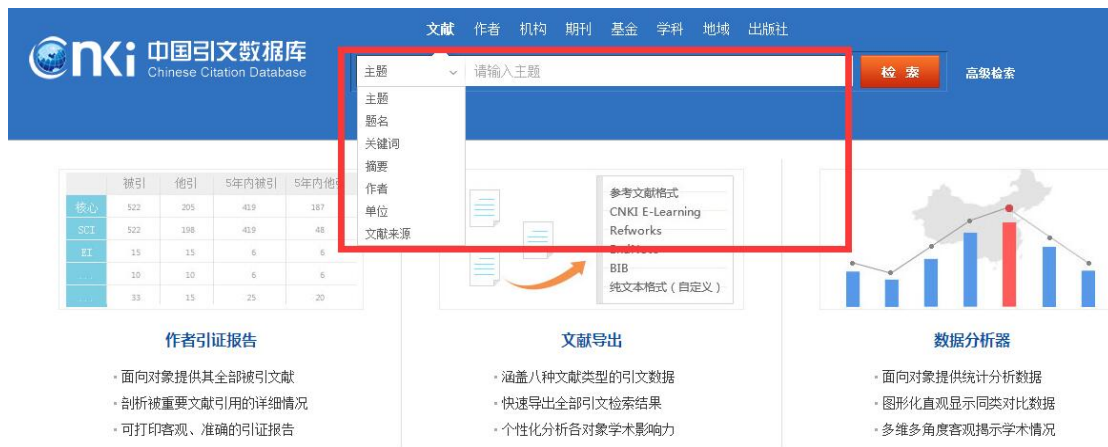 文献 作者 机构 期刊 基金 学科 地域 出版社
cnki 中国引文数据库
Chinese Citation Database
主题 请输入主题 检索 高级检索
主题
题名
关键词
摘要
作者
单位
文献来源
被引 他引 5年内被引 5年内他
核心 522 205 419 187
SCI 522 198 419 48
EI 15 15 6 6
... 10 10 6 6
... 33 15 25 20
参考文献格式
CNKI E-Learning
Refworks
BIB
纯文本格式（自定义）
作者引证报告
·面向对象提供其全部被引文献
·剖析被重要文献引用的详细情况
·可打印客观、准确的引证报告
文献导出
·涵盖八种文献类型的引文数据
·快速导出全部引文检索结果
·个性化分析各对象学术影响力
数据分析器
·面向对象提供统计分析数据
·图形化直观显示同类对比数据
·多维多角度客观揭示学术情况